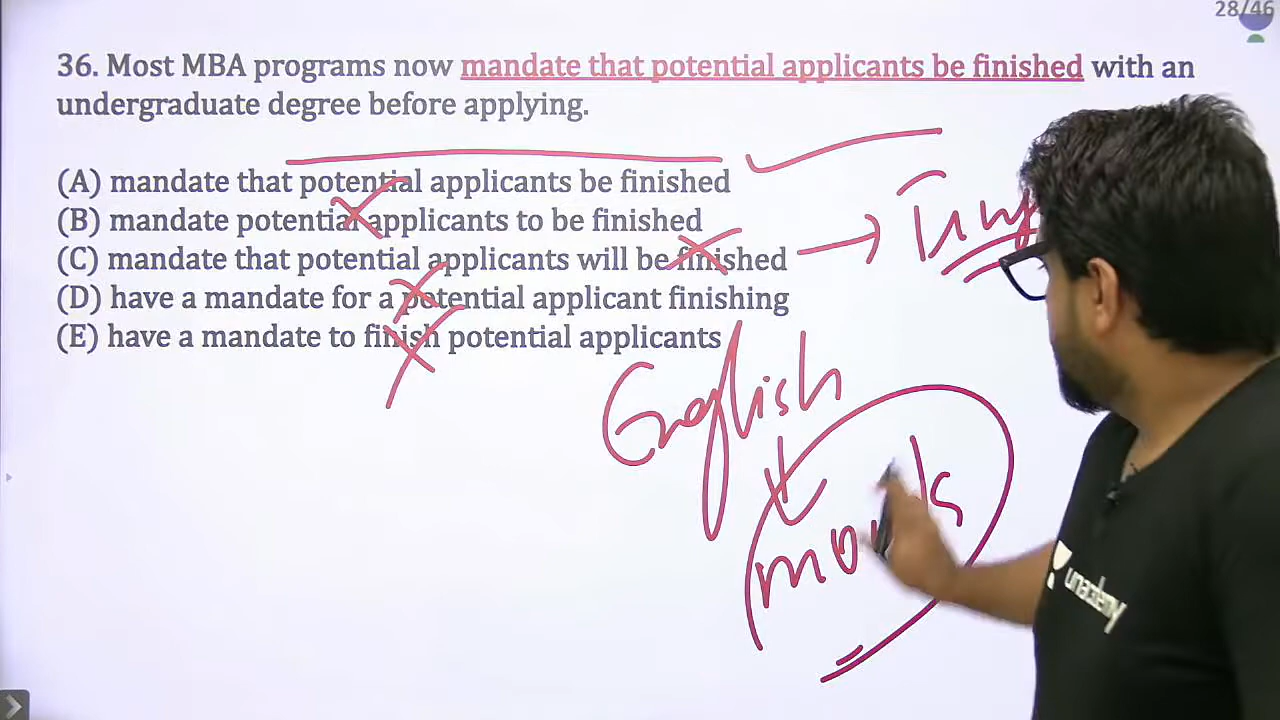 28/46
36. Most MBA programs now mandate that potential applicants be finished with an
undergraduate degree before applying.
(A) mandate that potential applicants be finished
(B) mandate potential applicants to be finished
(C) mandate that potential applicants will be finished
(D) have a mandate for a potential applicant finishing
(E) have a mandate to finish potential applicants
English
unacademy